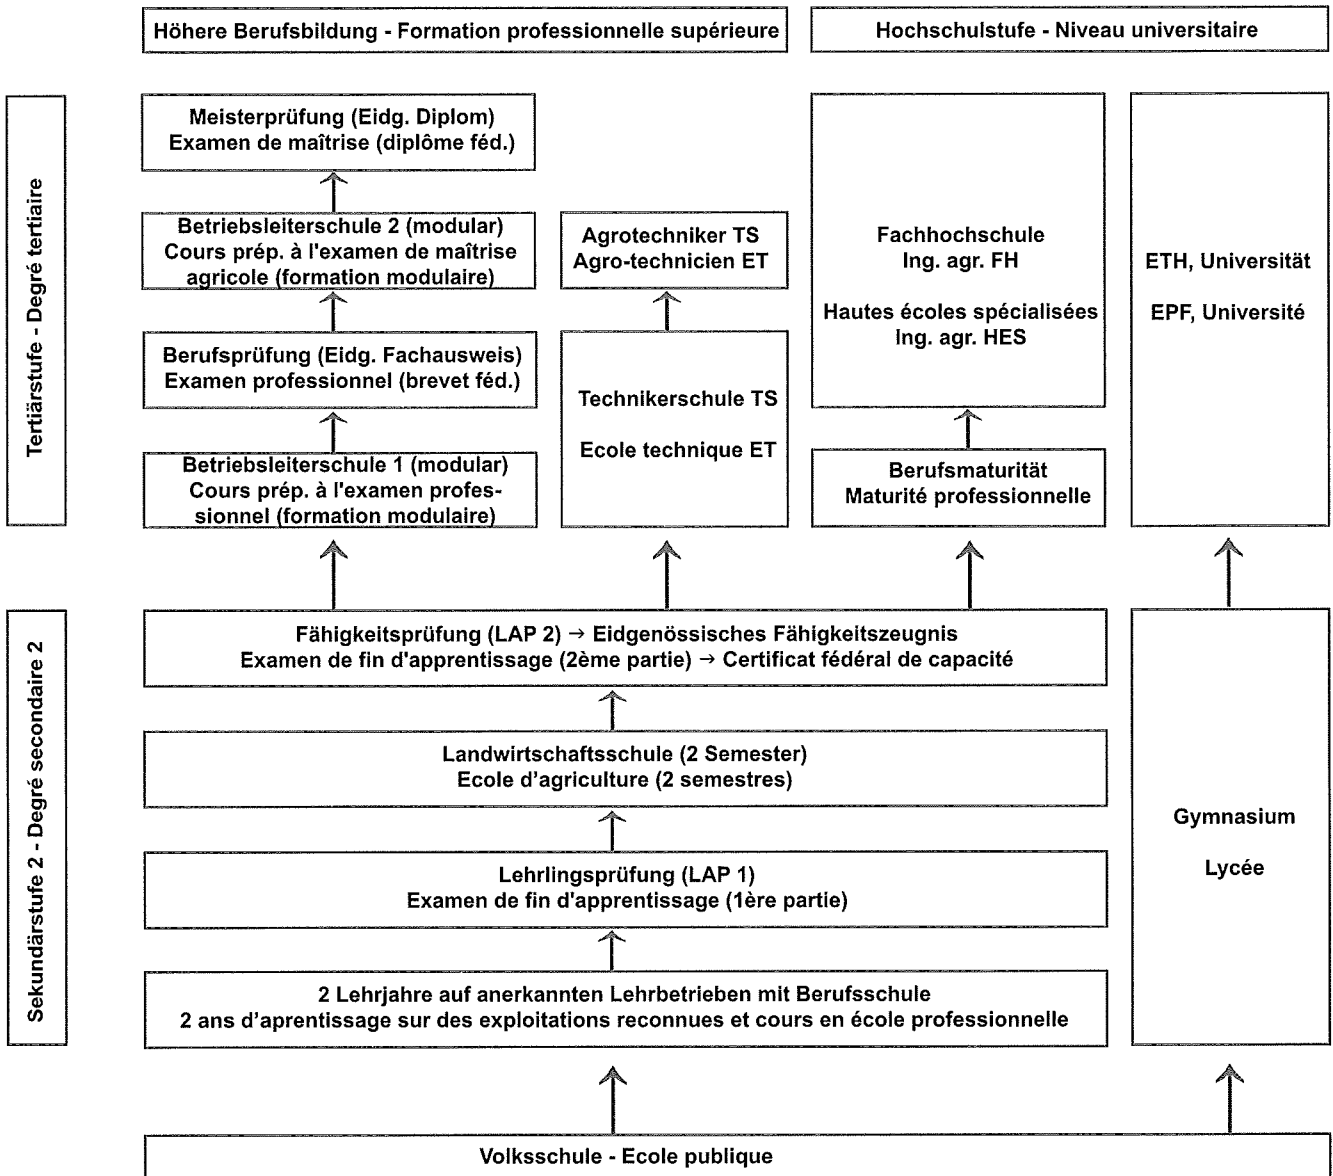 Höhere Berufsbildung - Formation professionnelle supérieure
Hochschulstufe - Niveau universitaire
Tertiärstufe - Degré tertiaire
Meisterprüfung (Eidg. Diplom)
Examen de maîtrise (diplôme féd.)
Betriebsleiterschule 2 (modular)
Cours prép. à l'examen de maîtrise
agricole (formation modulaire)
Berufsprüfung (Eidg. Fachausweis)
Examen professionnel (brevet féd.)
Betriebsleiterschule 1 (modular)
Cours prép. à l'examen profes-
sionnel (formation modulaire)
Agrotechniker TS
Agro-technicien ET
Technikerschule TS
Ecole technique ET
Fachhochschule
Ing. agr. FH
Hautes écoles spécialisées
Ing. agr. HES
Berufsmaturität
Maturité professionnelle
ETH, Universität
EPF, Université
Sekundärstufe 2 - Degré secondaire 2
Fähigkeitsprüfung (LAP 2) → Eidgenössisches Fähigkeitszeugnis
Examen de fin d'apprentissage (2ème partie) → Certificat fédéral de capacité
Landwirtschaftsschule (2 Semester)
Ecole d'agriculture (2 semestres)
Lehrlingsprüfung (LAP 1)
Examen de fin d'apprentissage (1ère partie)
2 Lehrjahre auf anerkannten Lehrbetrieben mit Berufsschule
2 ans d'aprentissage sur des exploitations reconnues et cours en école professionnelle
Gymnasium
Lycée
Volksschule - Ecole publique